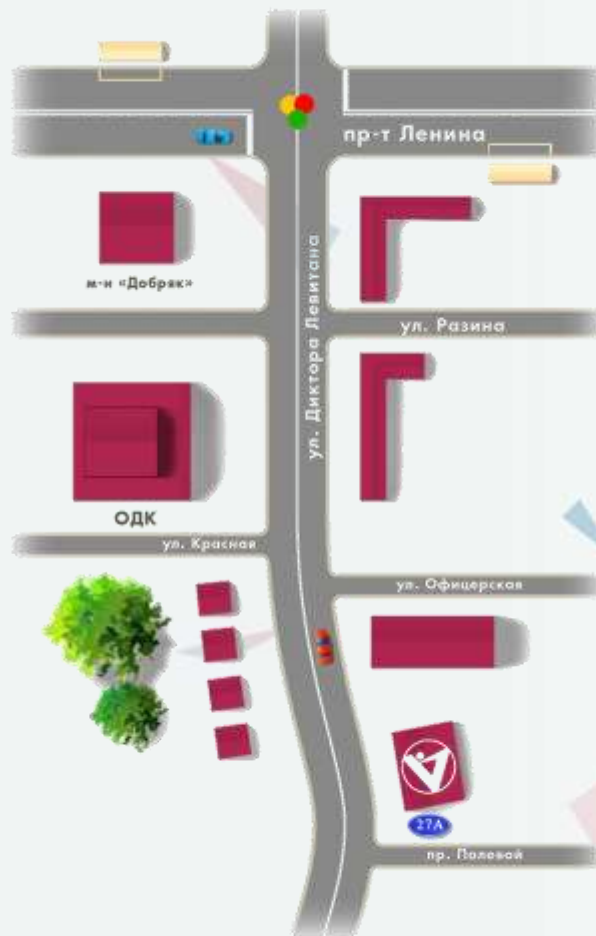 пр-т Ленина
м-н «Добряк»
ул. Диктора Левитана
ул. Разина
ОДК
ул. Красная
ул. Офицерская
27А
пр. Полевой